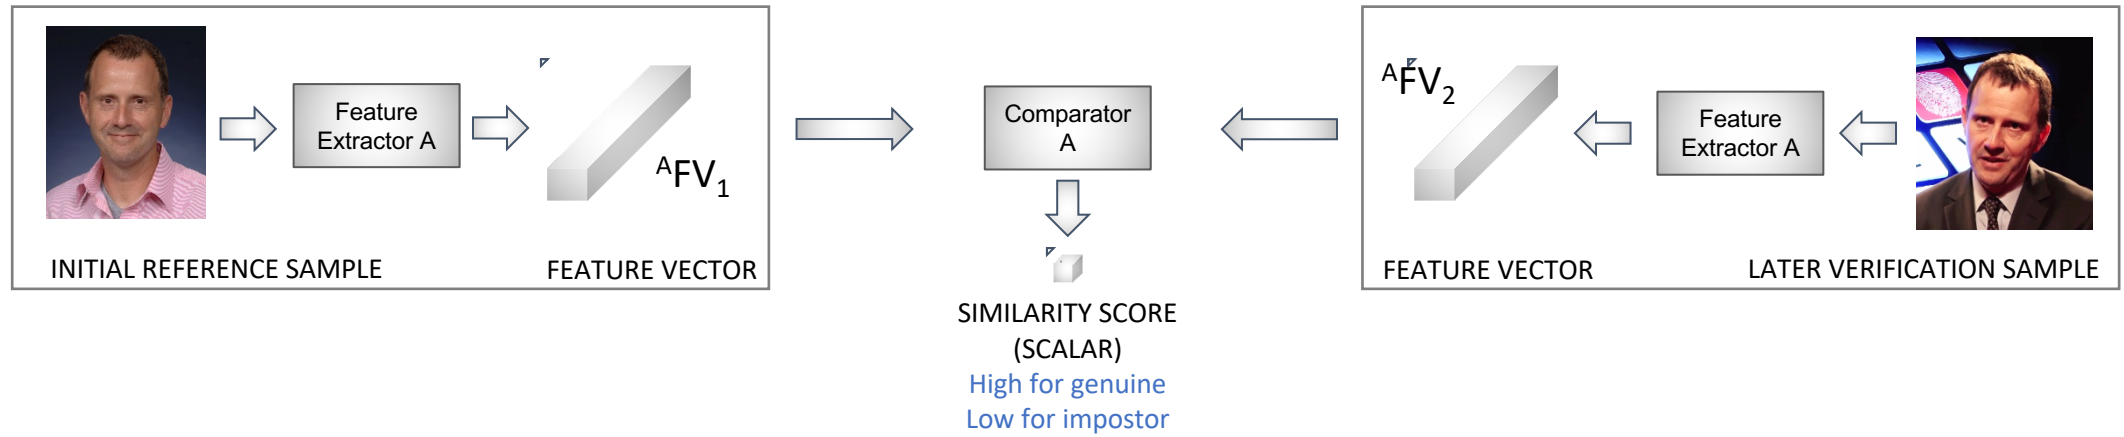 Feature
Extractor A
AFV1
INITIAL REFERENCE SAMPLE
FEATURE VECTOR
Comparator
A
SIMILARITY SCORE
(SCALAR)
High for genuine
Low for impostor
AFV2
Feature
Extractor A
FEATURE VECTOR
LATER VERIFICATION SAMPLE